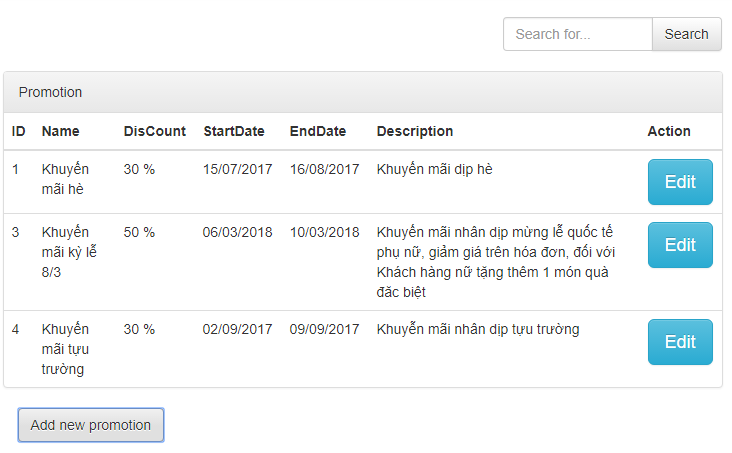 Search for... Search
Promotion
ID Name DisCount StartDate EndDate Description Action
1 Khuyến 30 % 15/07/2017 16/08/2017 Khuyến mãi dịp hè Edit
mãi hè
3 Khuyến 50 % 06/03/2018 10/03/2018 Khuyến mãi nhân dịp mừng lễ quốc tế Edit
mãi kỳ lễ phụ nữ, giảm giá trên hóa đơn, đối với
8/3 Khách hàng nữ tặng thêm 1 món quà
đăc biệt
4 Khuyến 30 % 02/09/2017 09/09/2017 Khuyễn mãi nhân dịp tựu trường Edit
mãi tựu
trường
Add new promotion